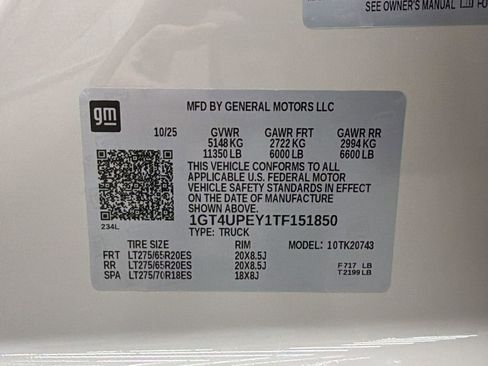 SEE OWNER'S MANUAL
gm
MFD BY GENERAL MOTORS LLC
10/25 GVWR GAWR FRT GAWR RR
5148 KG 2722 KG 2994 KG
11350 LB 6000 LB 6600 LB
THIS VEHICLE CONFORMS TO ALL
APPLICABLE U.S. FEDERAL MOTOR
VEHICLE SAFETY STANDARDS IN EFFECT
ON THE DATE OF MANUFACTURE
SHOWN ABOVE.
1GT4UPEY1TF151850
234L TYPE: TRUCK
TIRE SIZE RIM MODEL: 10TK20743
FRT LT275/65R20ES 20X8.5J
RR LT275/65R20ES 20X8.5J F717 LB
SPA LT275/70R18ES 18X8J T2199 LB